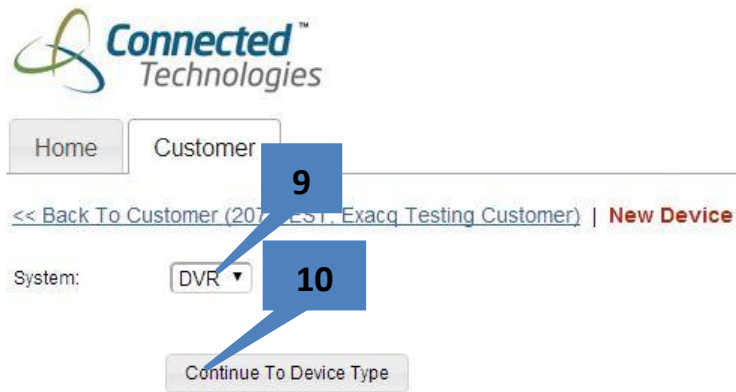 Connected™
Technologies
Home Customer
9
<< Back To Customer (207 EST, Exacq Testing Customer) | New Device
System: DVR
10
Continue To Device Type